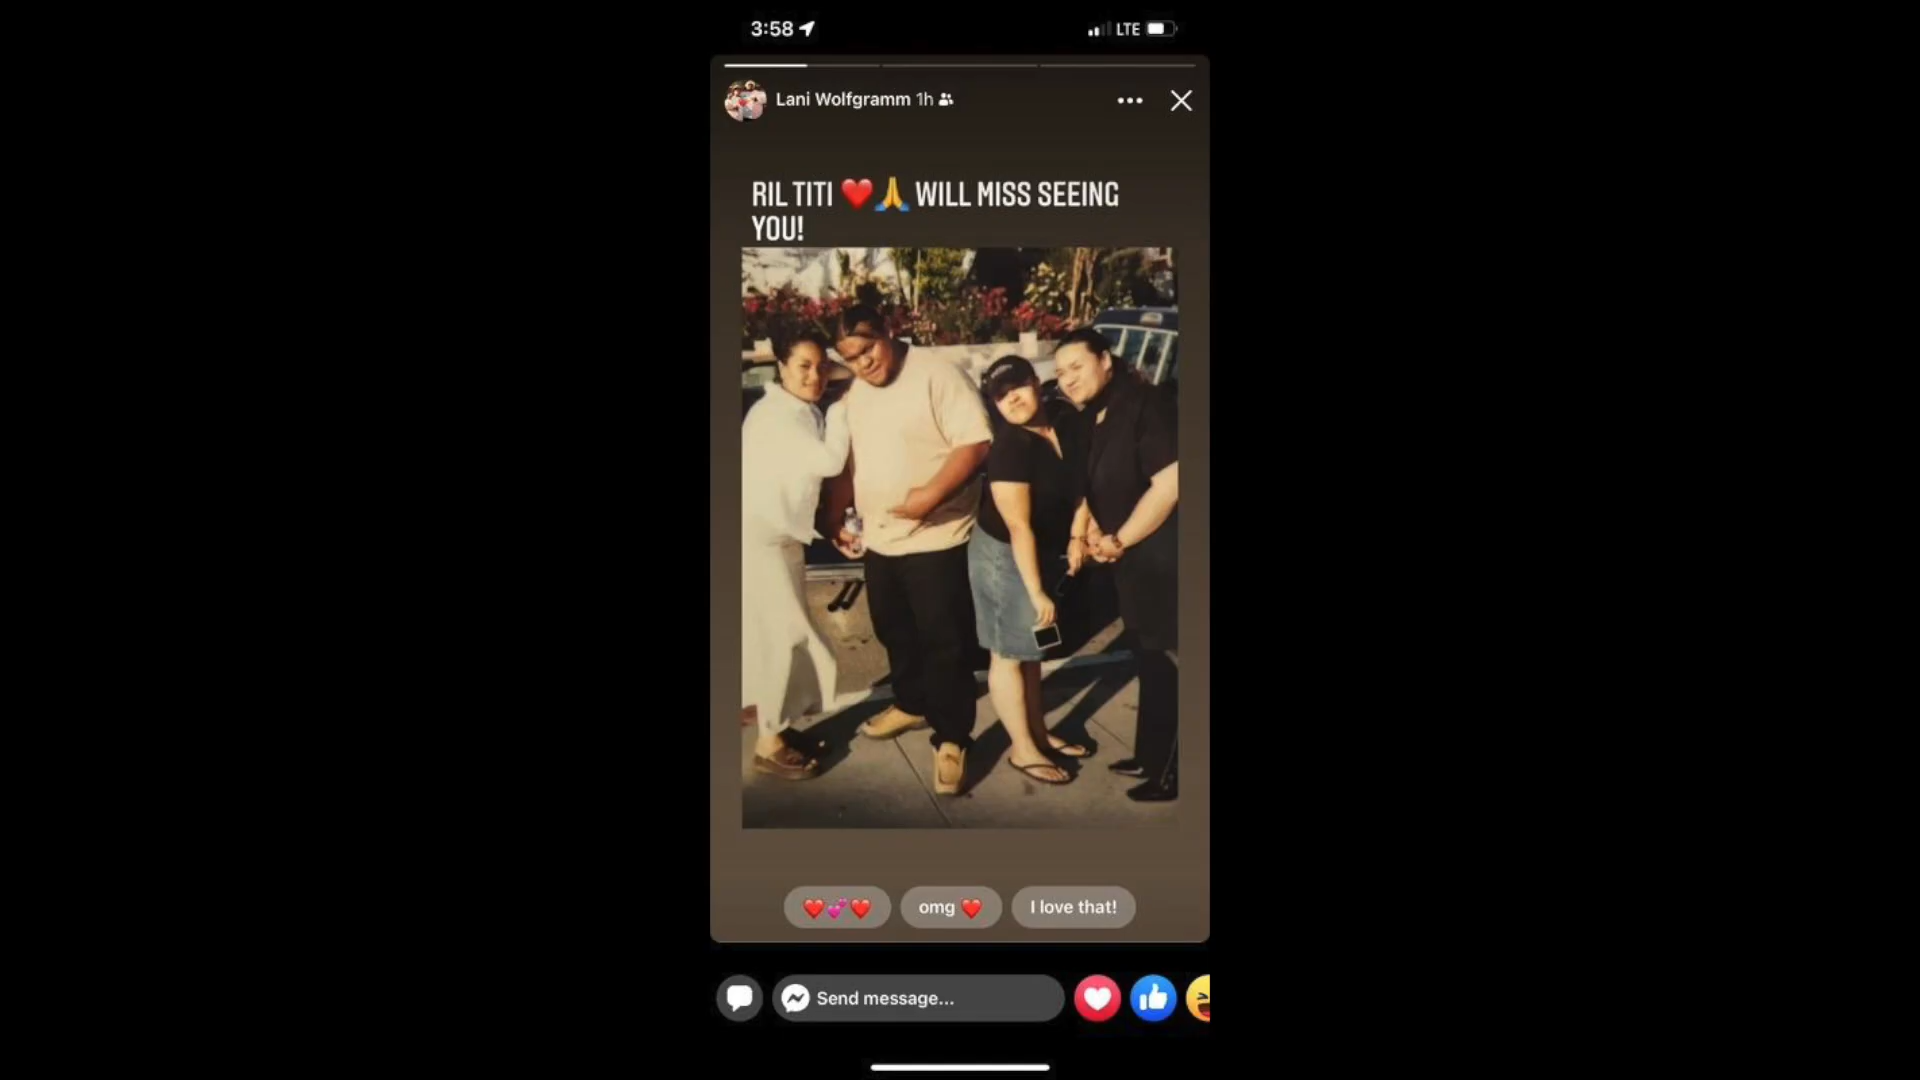 3:58
LTE
Lani Wolfgramm 1h
RIL TITI ❤️🙏 WILL MISS SEEING
YOU!
❤️💕❤️
omg ❤️
I love that!
Send message...